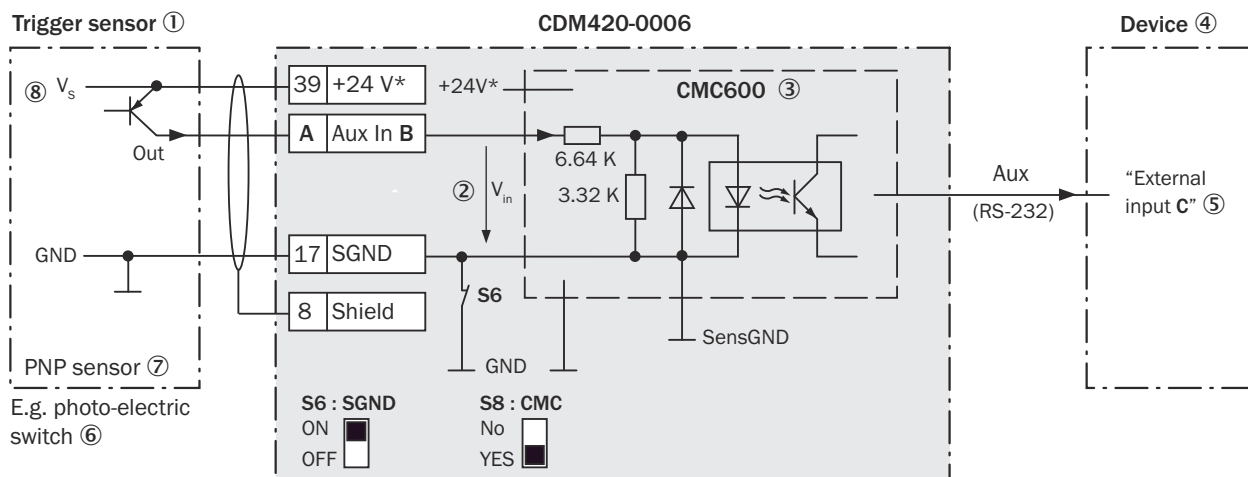 Trigger sensor ①
CDM420-0006
Device ④
⑧ Vs
39 +24 V*
+24V*
CMC600 ③
A Aux In B
Out
6.64 K
② Vin
3.32 K
Aux
(RS-232)
“External
input C” ⑤
GND
17 SGND
S6
8 Shield
SensGND
GND
PNP sensor ⑦
E.g. photo-electric
switch ⑥
S6 : SGND
ON
OFF
S8 : CMC
No
YES